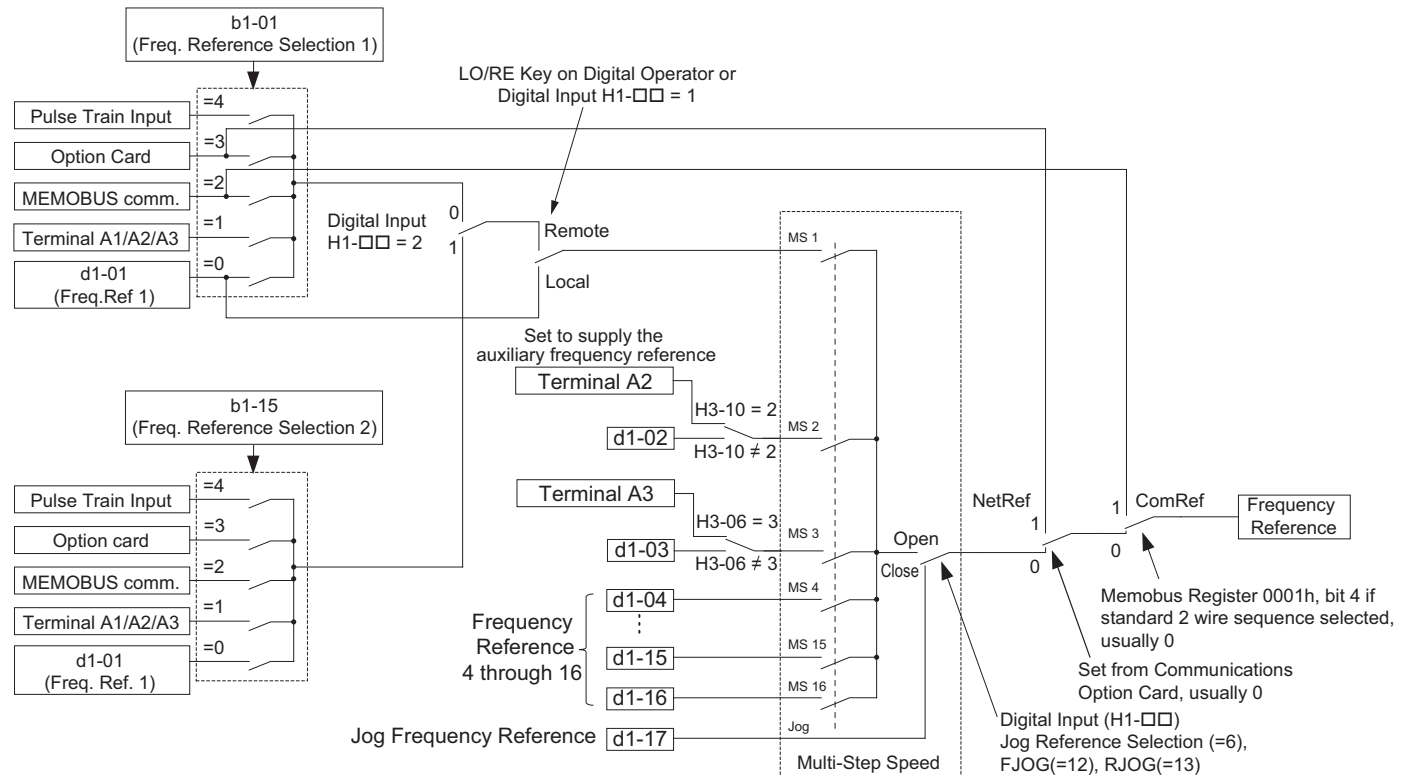 b1-01
(Freq. Reference Selection 1)
=4
Pulse Train Input
=3
Option Card
=2
MEMOBUS comm.
=1
Terminal A1/A2/A3
=0
d1-01
(Freq.Ref 1)
LO/RE Key on Digital Operator or
Digital Input H1-□□ = 1
Digital Input
H1-□□ = 2
0
1
Remote
Local
MS 1
Set to supply the
auxiliary frequency reference
Terminal A2
H3-10 = 2
d1-02
H3-10 ≠ 2
MS 2
Terminal A3
H3-06 = 3
d1-03
H3-06 ≠ 3
MS 3
d1-04
MS 4
Frequency
Reference
4 through 16
d1-15
MS 15
d1-16
MS 16
Jog Frequency Reference
d1-17
Jog
Multi-Step Speed
b1-15
(Freq. Reference Selection 2)
=4
Pulse Train Input
=3
Option card
=2
MEMOBUS comm.
=1
Terminal A1/A2/A3
=0
d1-01
(Freq. Ref. 1)
Open
Close
NetRef
1
0
1
0
ComRef
Frequency
Reference
Memobus Register 0001h, bit 4 if
standard 2 wire sequence selected,
usually 0
Set from Communications
Option Card, usually 0
Digital Input (H1-□□)
Jog Reference Selection (=6),
FJOG(=12), RJOG(=13)